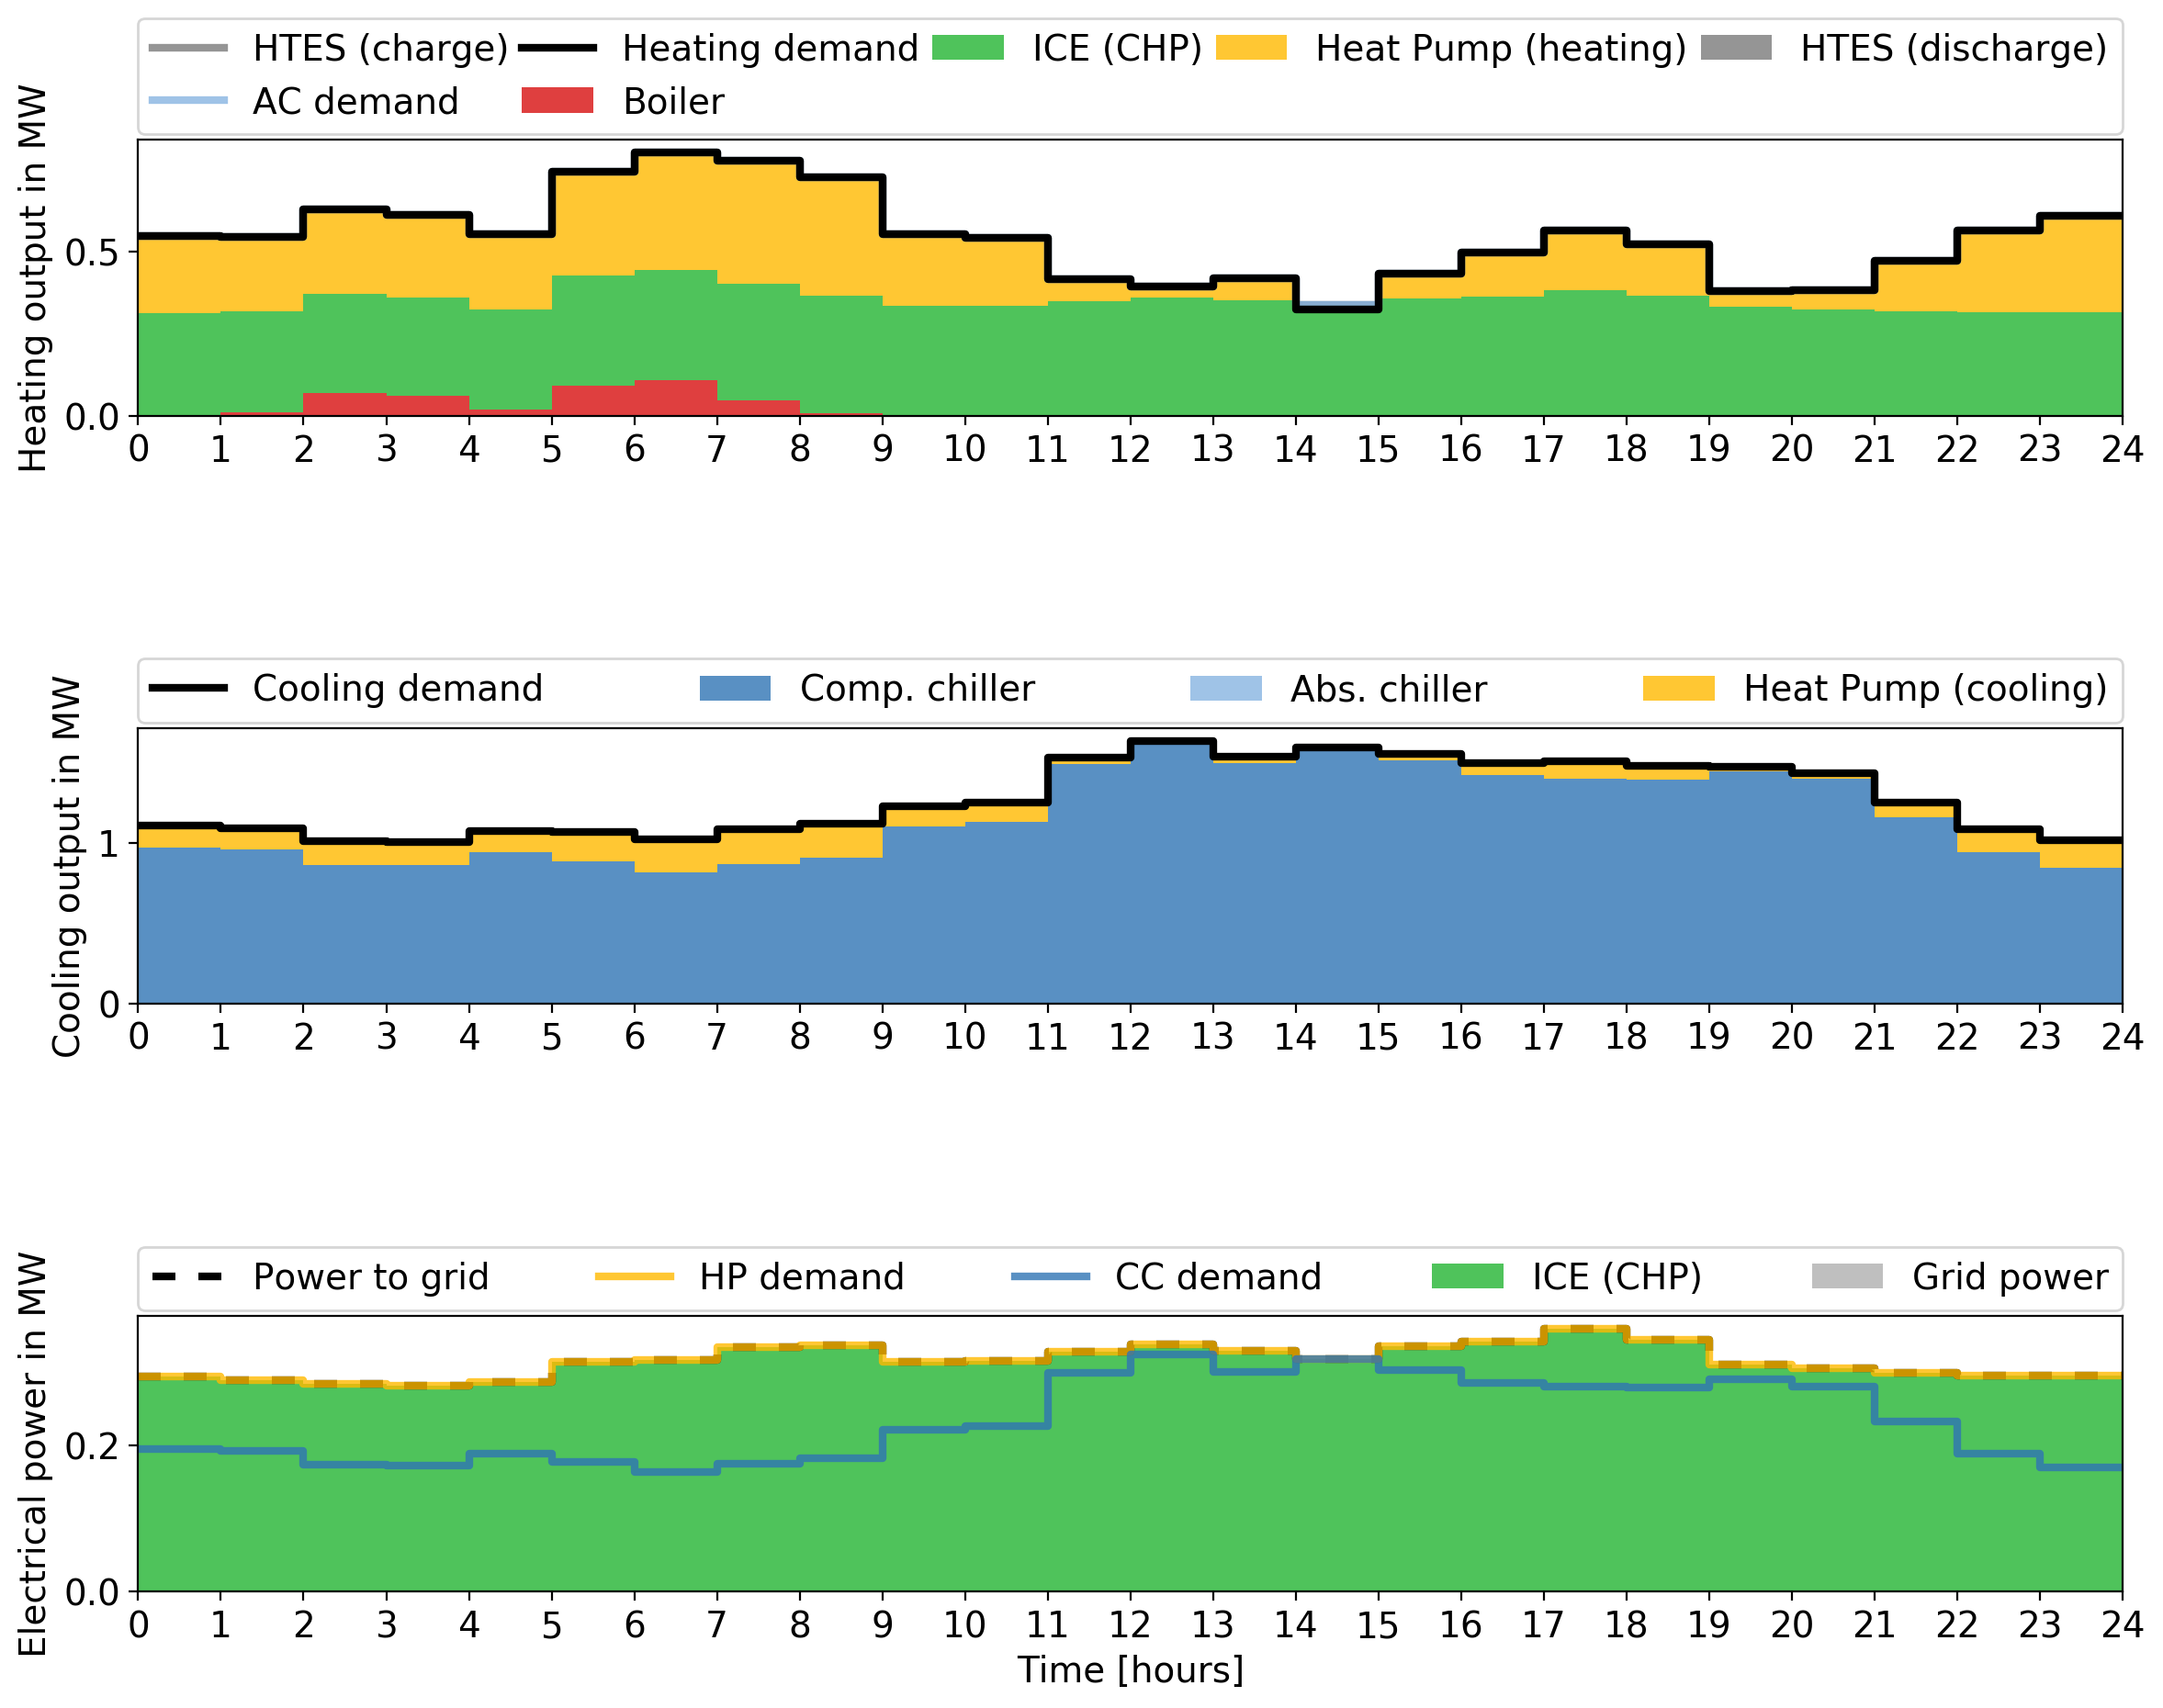 HTES (charge) Heating demand ICE (CHP) Heat Pump (heating) HTES (discharge)
AC demand Boiler
Heating output in MW
0.5
0.0
0 1 2 3 4 5 6 7 8 9 10 11 12 13 14 15 16 17 18 19 20 21 22 23 24
Cooling demand Comp. chiller Abs. chiller Heat Pump (cooling)
Cooling output in MW
1
0
0 1 2 3 4 5 6 7 8 9 10 11 12 13 14 15 16 17 18 19 20 21 22 23 24
Power to grid HP demand CC demand ICE (CHP) Grid power
Electrical power in MW
0.2
0.0
0 1 2 3 4 5 6 7 8 9 10 11 12 13 14 15 16 17 18 19 20 21 22 23 24
Time [hours]